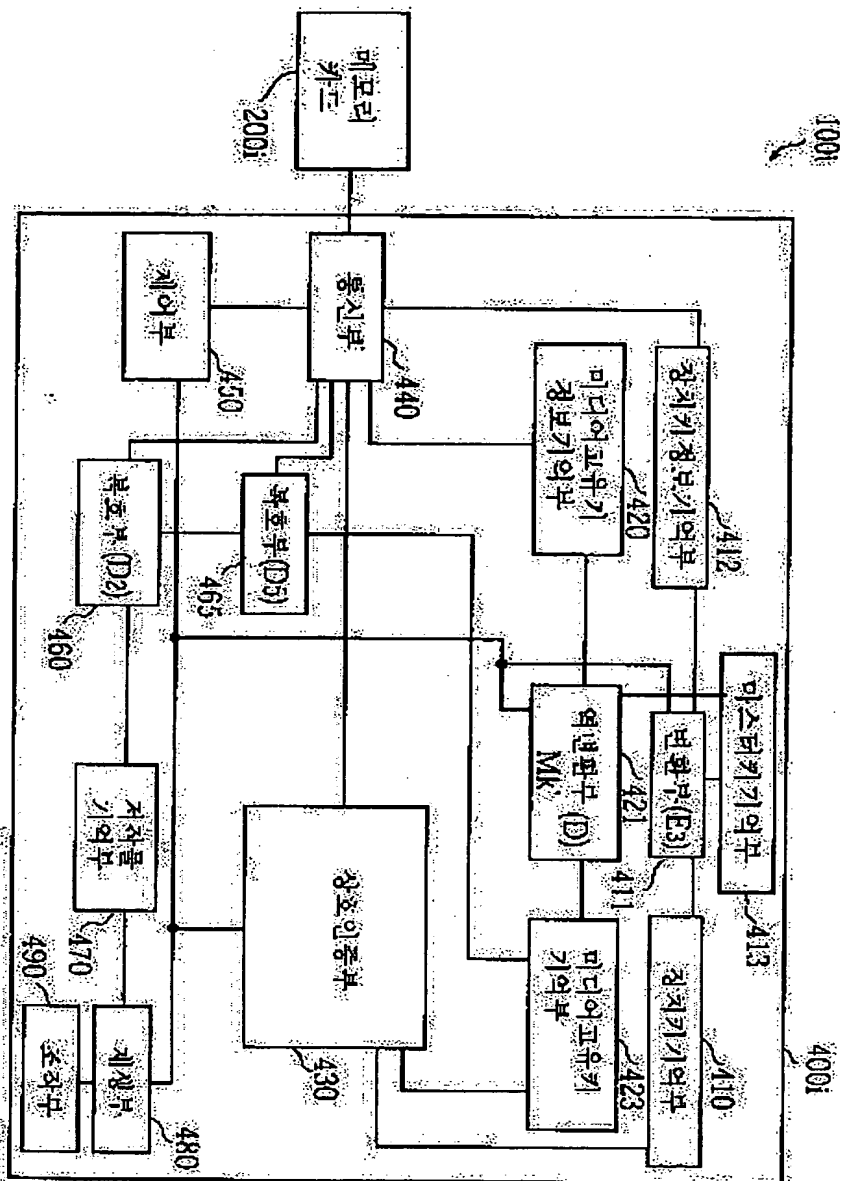 100i
메모리
카드
200i
400i
통신부
440
제어부
450
장치키정보기억부
412
미디어고유키
정보기억부
420
마스터키기억부
413
변환부(E3)
411
장치키기억부
410
역변환부(D)
Mk
421
미디어고유키
기억부
423
상호인증부
430
복호부(D5)
465
복호부(D2)
460
저작물
기억부
470
재생부
480
조작부
490